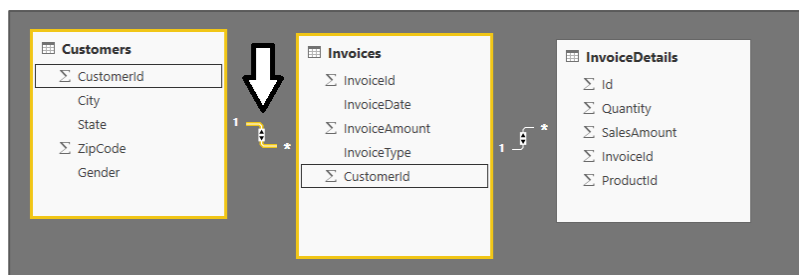 Customers
Σ CustomerId
City
State
Σ ZipCode
Gender
1
*
Invoices
Σ InvoiceId
InvoiceDate
Σ InvoiceAmount
InvoiceType
Σ CustomerId
1
*
InvoiceDetails
Σ Id
Σ Quantity
Σ SalesAmount
Σ InvoiceId
Σ ProductId